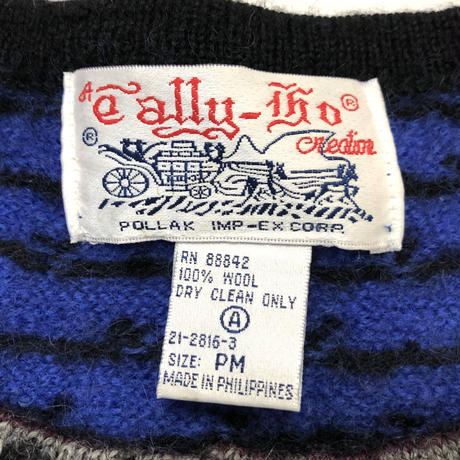 A Tally-Ho ®
®
Creation
POLLAK IMP-EX CORP.
RN 88842
100% WOOL
DRY CLEAN ONLY
A
21-2816-3
SIZE: PM
MADE IN PHILIPPINES